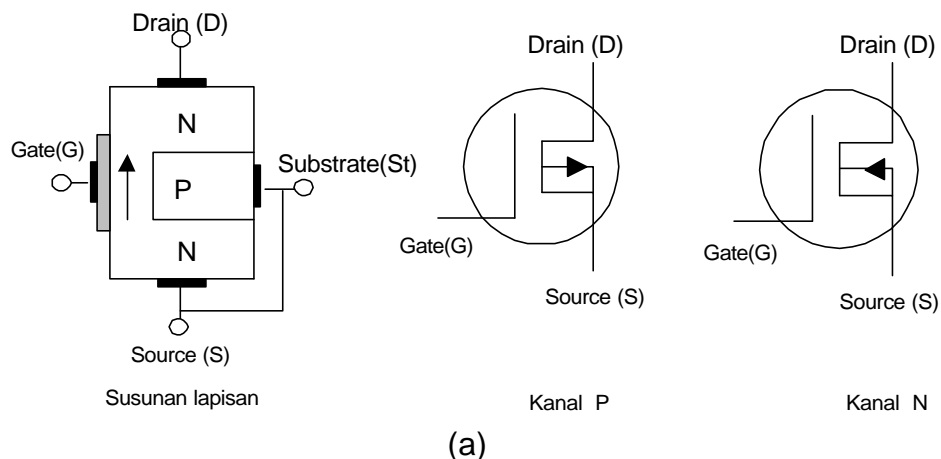 Drain (D)
N
Gate(G)
P
Substrate(St)
N
Source (S)
Susunan lapisan
Drain (D)
Gate(G)
Source (S)
Kanal P
Drain (D)
Gate(G)
Source (S)
Kanal N
(a)